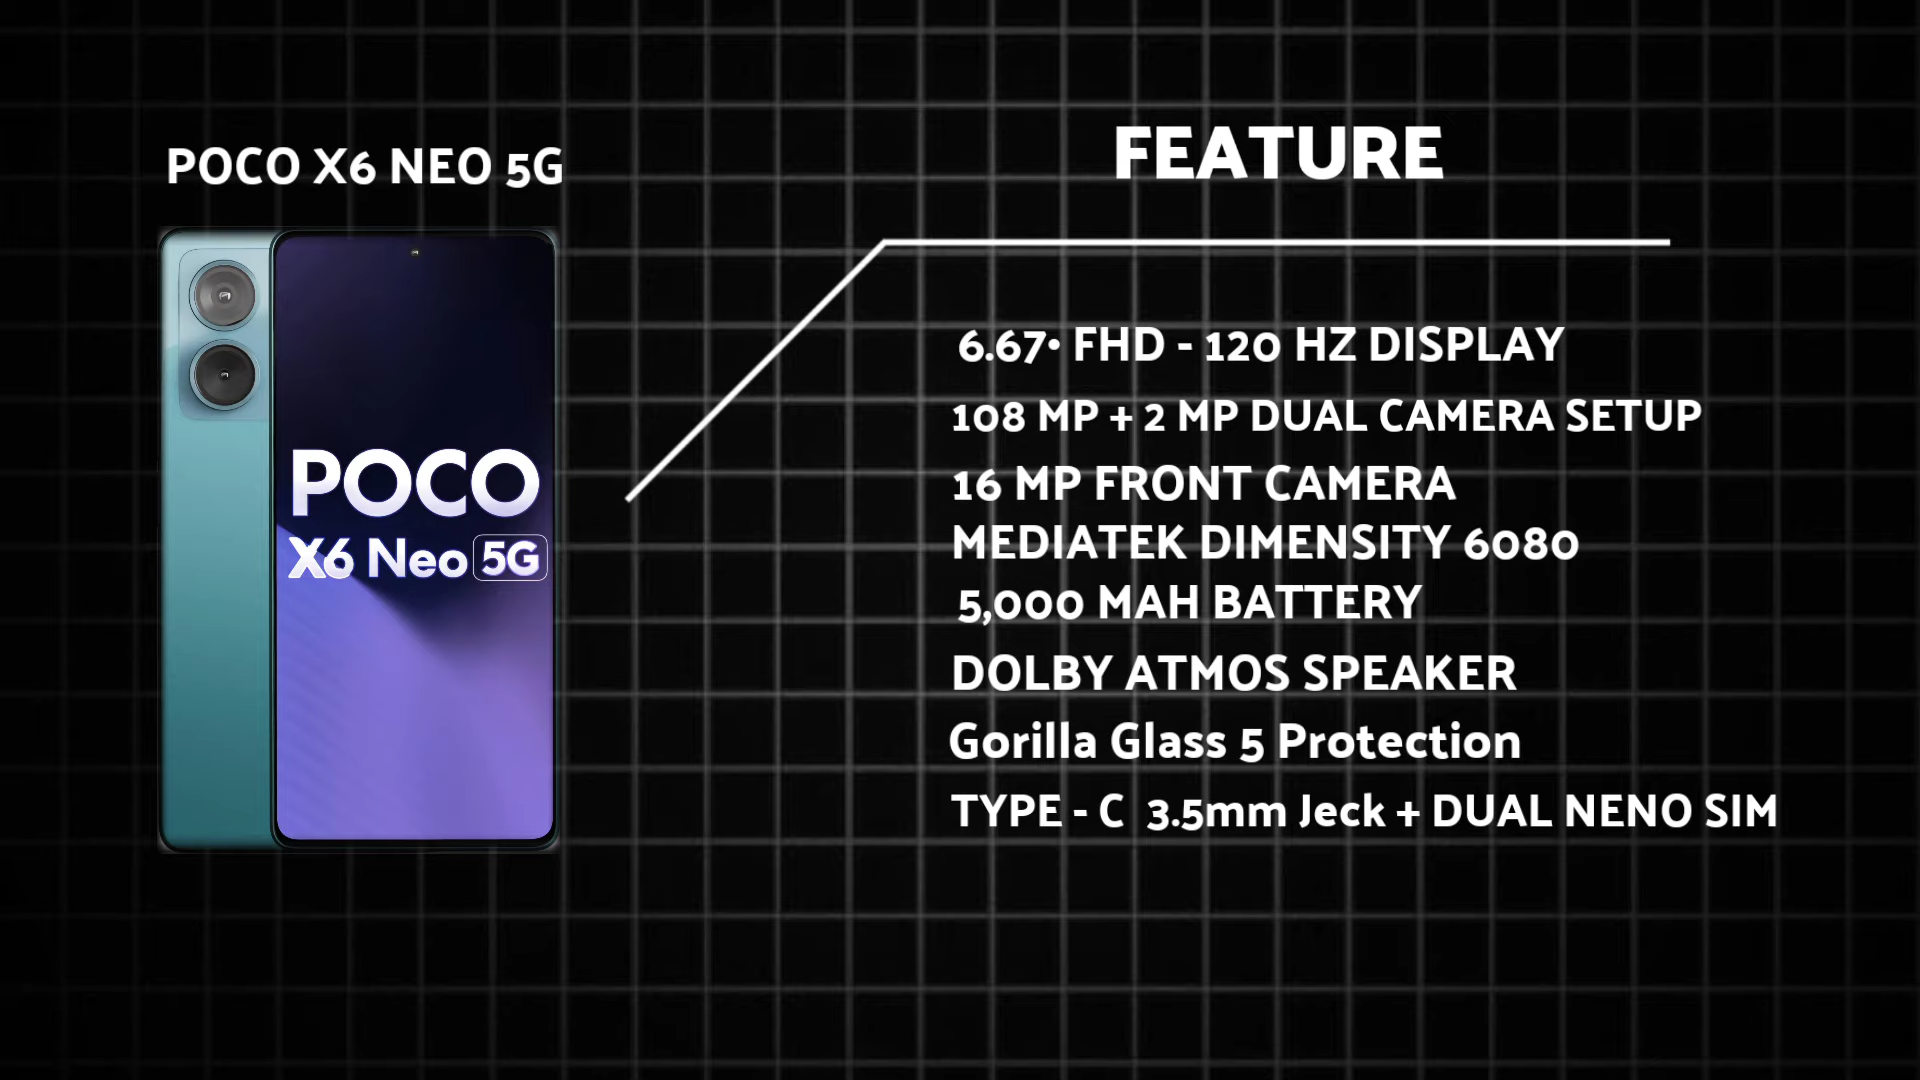 POCO X6 NEO 5G
POCO
X6 Neo 5G
FEATURE
6.67• FHD - 120 HZ DISPLAY
108 MP + 2 MP DUAL CAMERA SETUP
16 MP FRONT CAMERA
MEDIATEK DIMENSITY 6080
5,000 MAH BATTERY
DOLBY ATMOS SPEAKER
Gorilla Glass 5 Protection
TYPE - C 3.5mm Jeck + DUAL NENO SIM